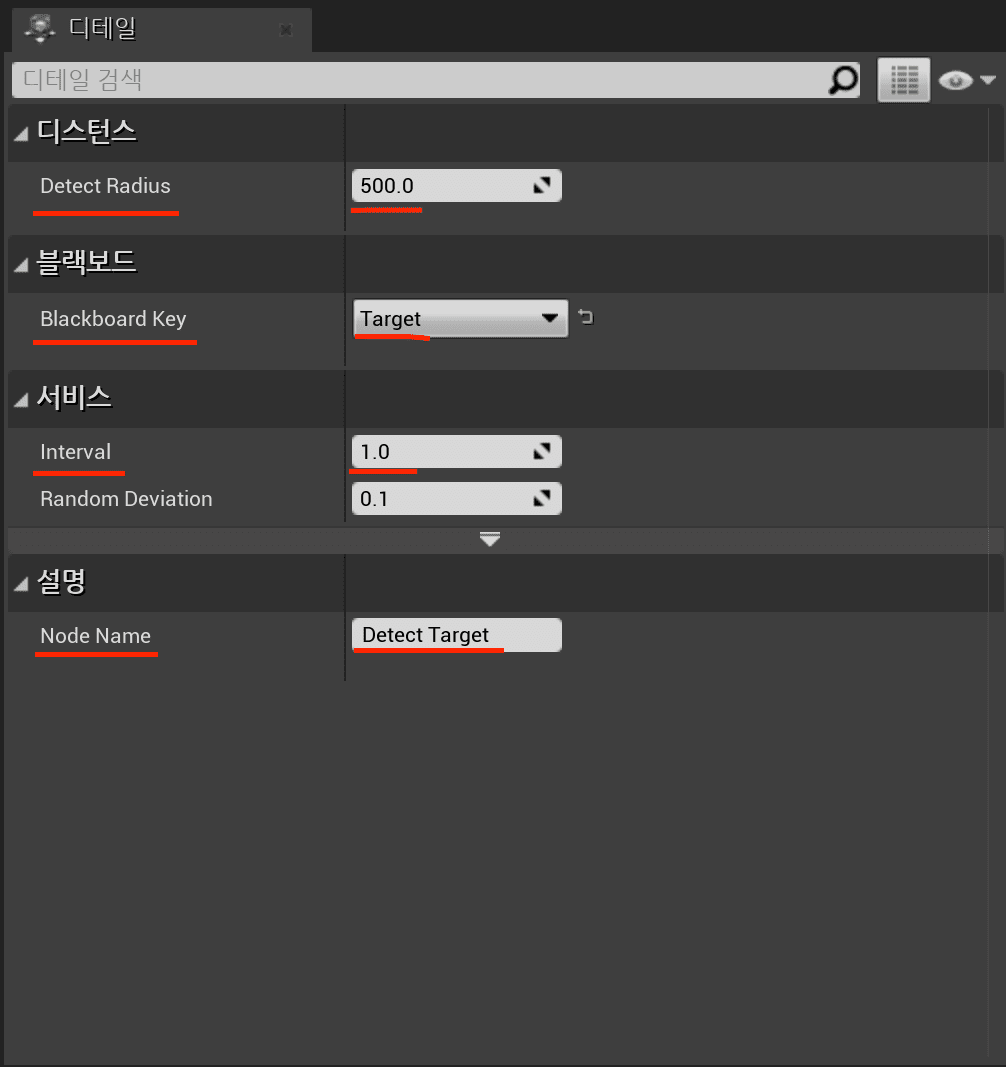 디테일
디테일 검색
디스턴스
Detect Radius 500.0
블랙보드
Blackboard Key Target
서비스
Interval 1.0
Random Deviation 0.1
설명
Node Name Detect Target